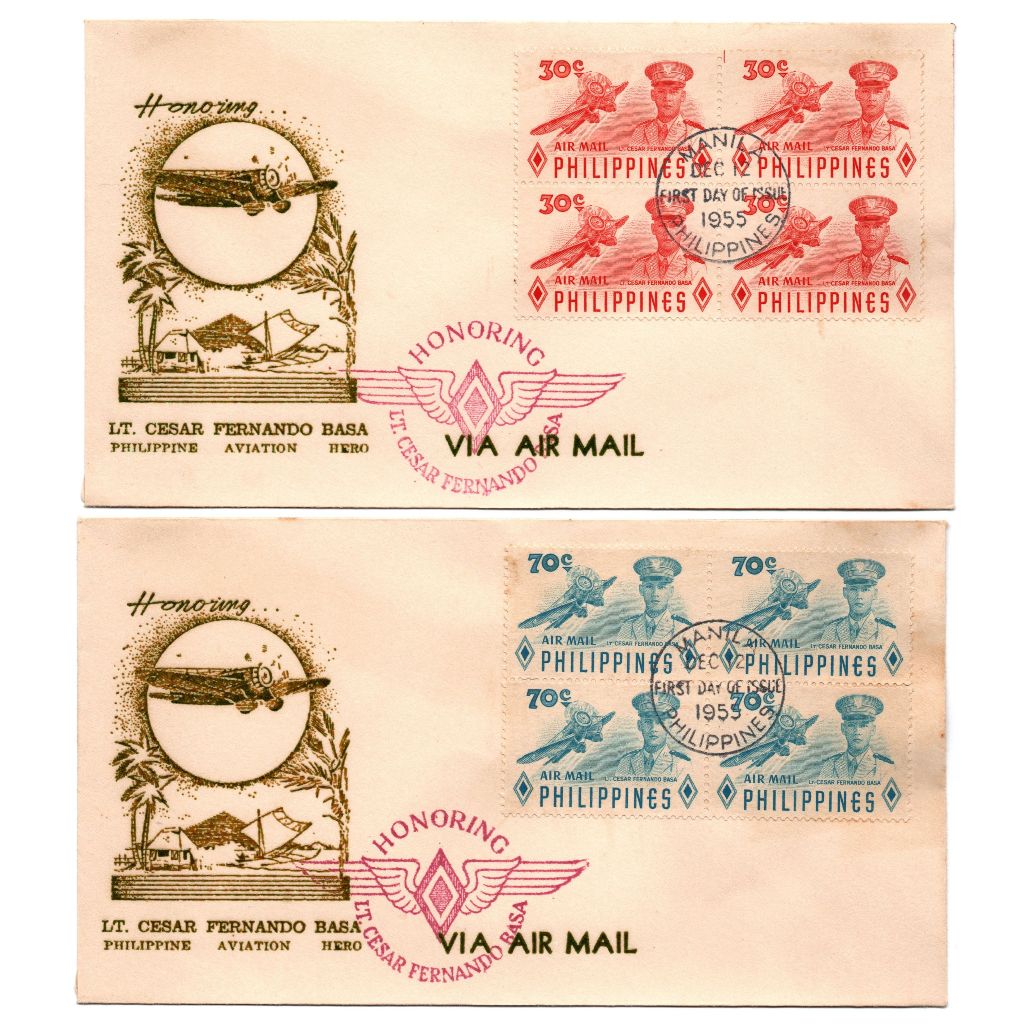 Honoring...
LT. CESAR FERNANDO BASA
PHILIPPINE AVIATION HERO
30¢ 30¢
AIR MAIL LT. CESAR FERNANDO BASA AIR MAIL LT. CESAR FERNANDO BASA
PHILIPPINES PHILIPPINES
30¢ 30¢
AIR MAIL LT. CESAR FERNANDO BASA AIR MAIL LT. CESAR FERNANDO BASA
PHILIPPINES PHILIPPINES
MANILA
DEC 12
FIRST DAY OF ISSUE
1955
PHILIPPINES
HONORING
LT. CESAR FERNANDO BASA
VIA AIR MAIL
Honoring...
LT. CESAR FERNANDO BASA
PHILIPPINE AVIATION HERO
70¢ 70¢
AIR MAIL LT. CESAR FERNANDO BASA AIR MAIL LT. CESAR FERNANDO BASA
PHILIPPINES PHILIPPINES
70¢ 70¢
AIR MAIL LT. CESAR FERNANDO BASA AIR MAIL LT. CESAR FERNANDO BASA
PHILIPPINES PHILIPPINES
MANILA
DEC 12
FIRST DAY OF ISSUE
1955
PHILIPPINES
HONORING
LT. CESAR FERNANDO BASA
VIA AIR MAIL